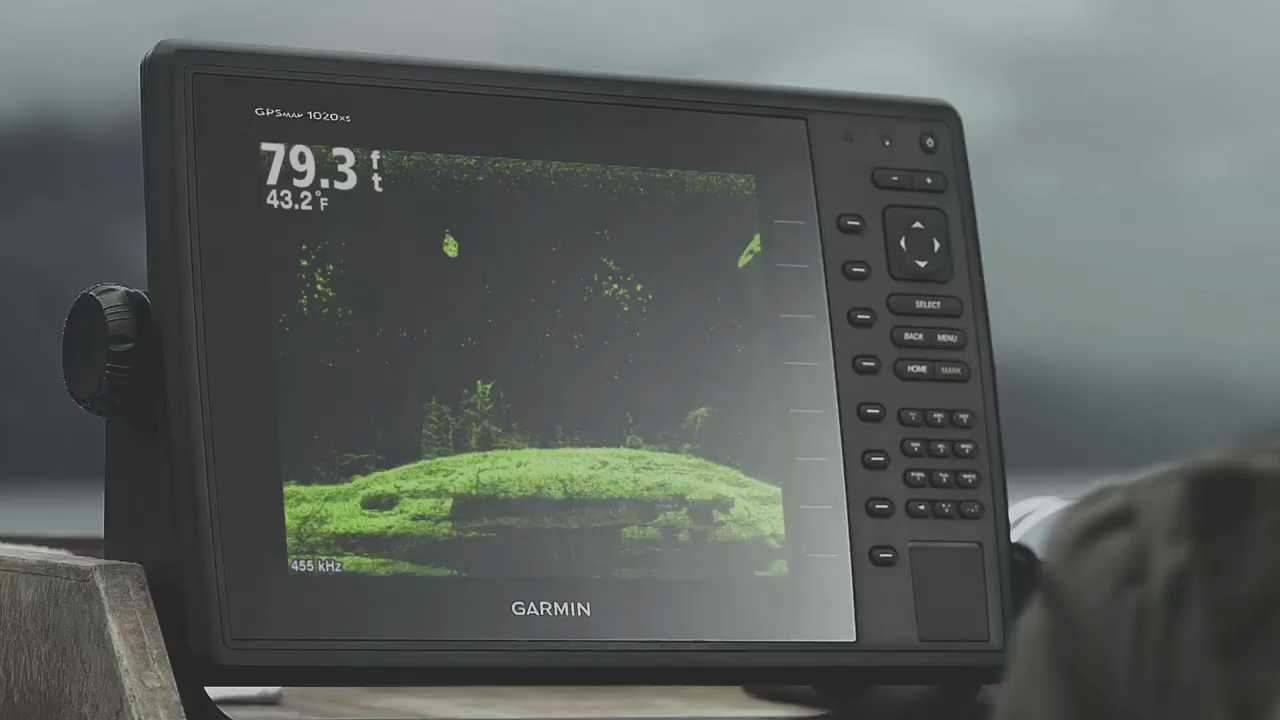 GPSMAP 1020xs
79.3 ft
43.2°F
455 kHz
GARMIN
-
+
SELECT
BACK MENU
HOME MARK